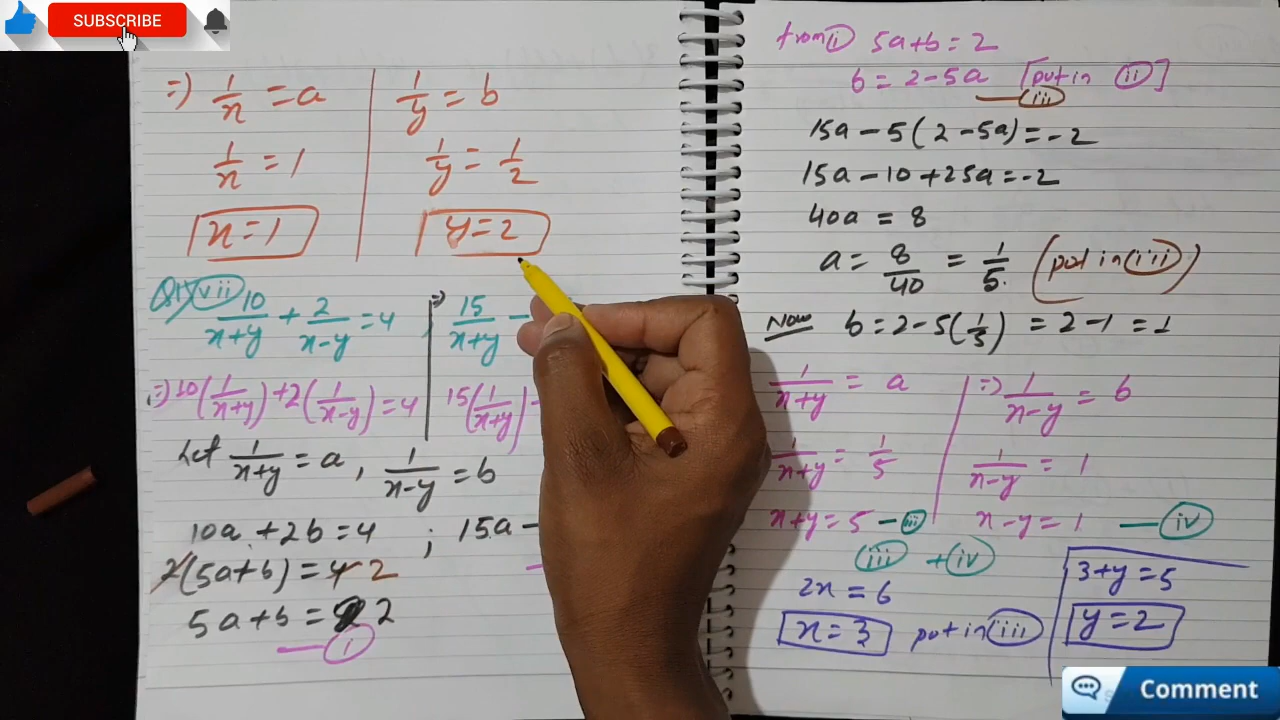 SUBSCRIBE
=) 1/x = a
1/x = 1
x = 1
1/y = b
1/y = 1/2
y = 2
Q1) vii) 10/(x+y) + 2/(x-y) = 4
=) 15/(x+y) -
=) 10(1/(x+y)) + 2(1/(x-y)) = 4
15(1/(x+y)) -
Let 1/(x+y) = a, 1/(x-y) = b
10a + 2b = 4 ; 15a -
2(5a+b) = 4 2
5a + b = 2
— i
from i 5a+b = 2
b = 2-5a [put in ii]
— iii
15a - 5(2-5a) = -2
15a - 10 + 25a = -2
40a = 8
a = 8/40 = 1/5. (put in iii)
Now b = 2-5(1/5) = 2-1 = 1
1/(x+y) = a
1/(x+y) = 1/5
x+y = 5 - iii
=) 1/(x-y) = b
1/(x-y) = 1
x-y = 1 — iv
iii + iv
2x = 6
x = 3 put in iii
3+y = 5
y = 2
Comment